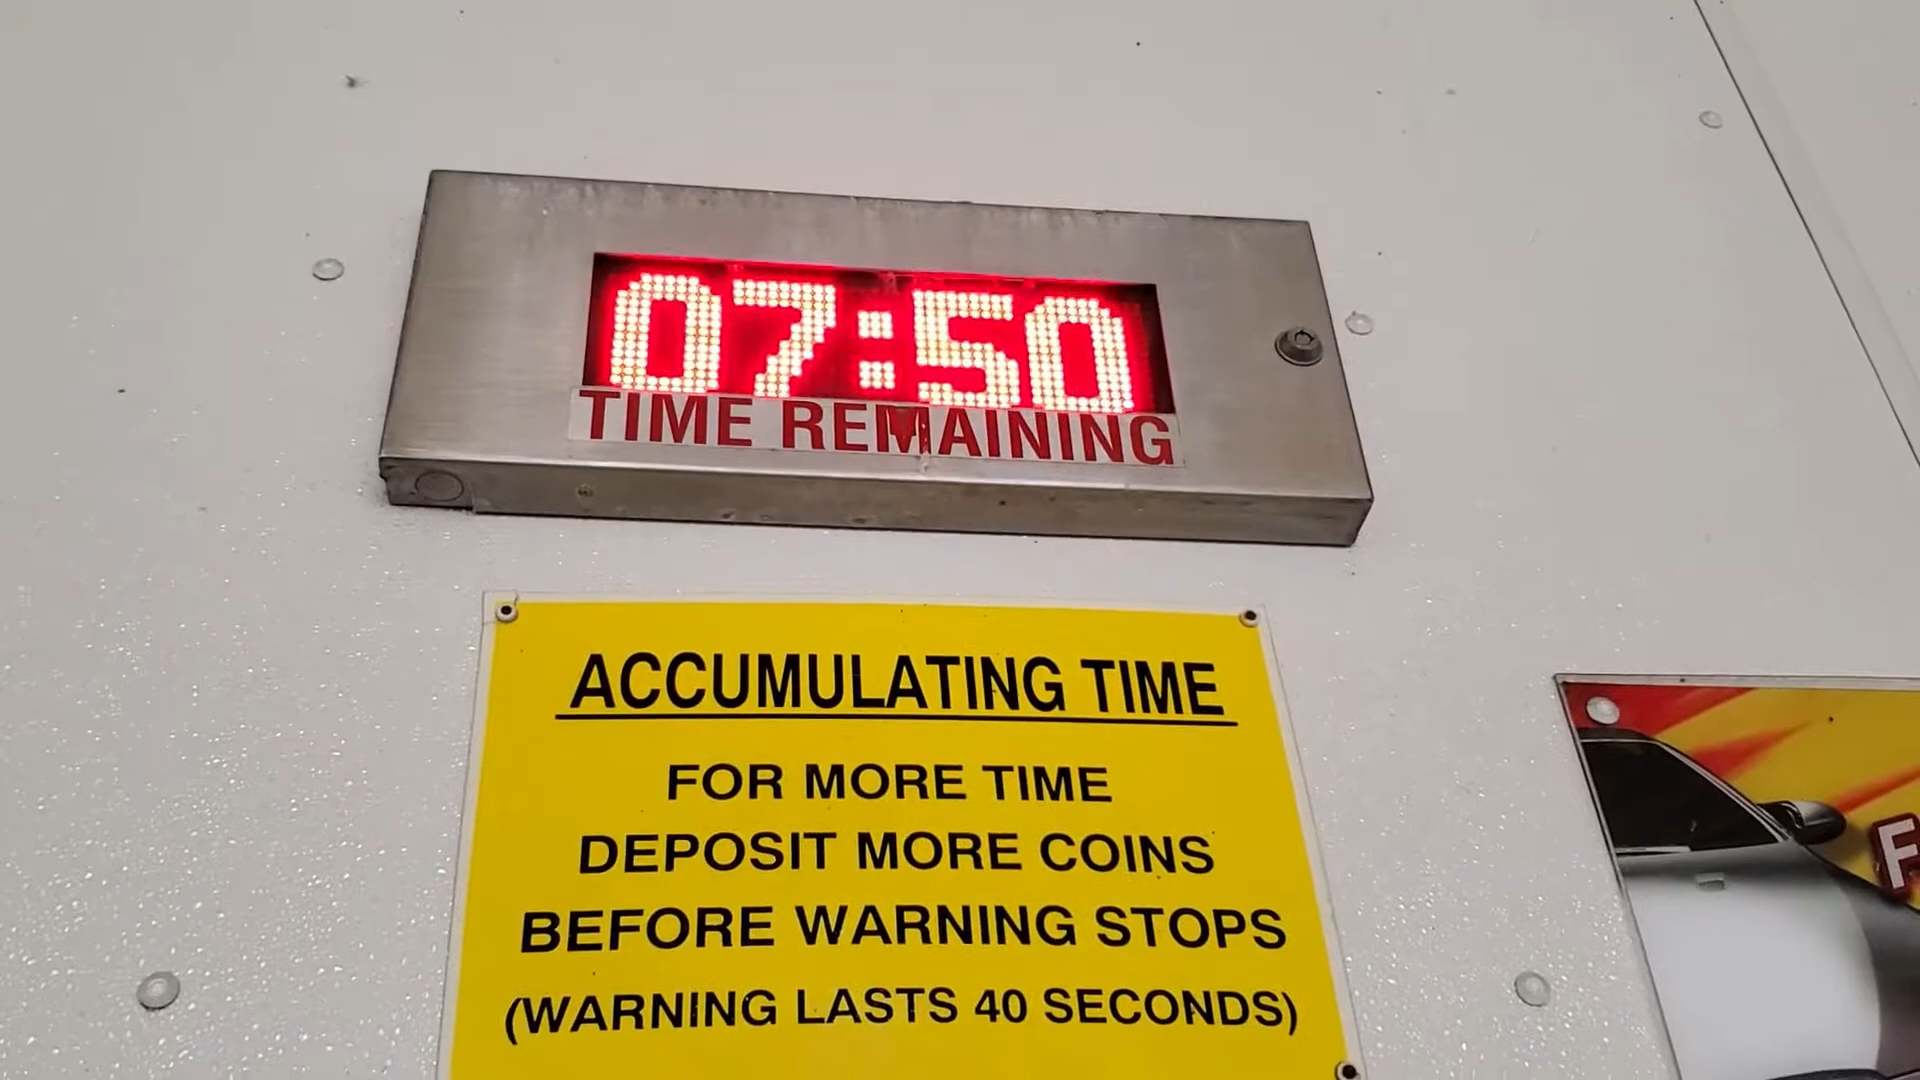 07:50
TIME REMAINING
ACCUMULATING TIME
FOR MORE TIME
DEPOSIT MORE COINS
BEFORE WARNING STOPS
(WARNING LASTS 40 SECONDS)
F